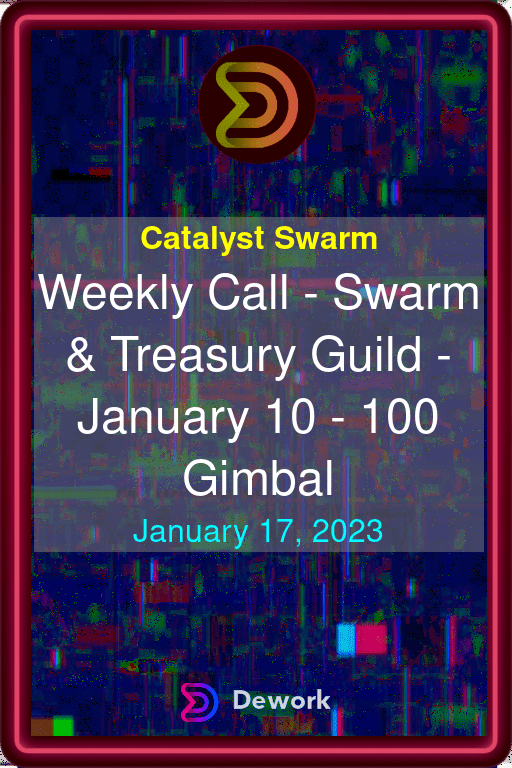 Catalyst Swarm
Weekly Call - Swarm
& Treasury Guild -
January 10 - 100
Gimbal
January 17, 2023
Dework